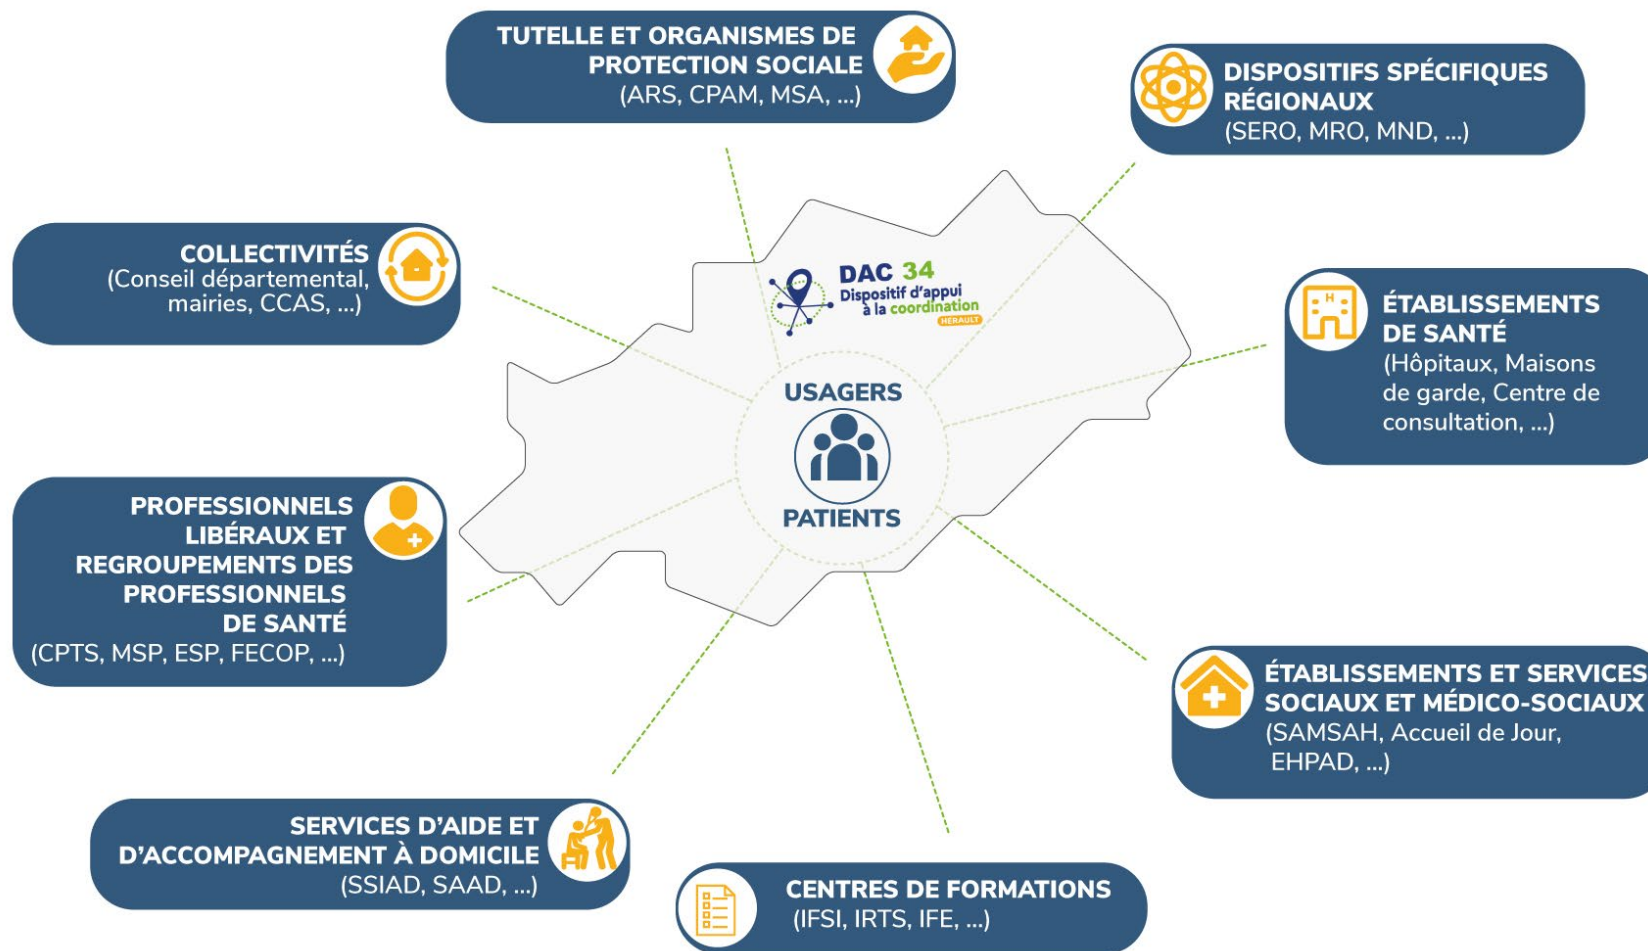 TUTELLE ET ORGANISMES DE
PROTECTION SOCIALE
(ARS, CPAM, MSA, ...)
DISPOSITIFS SPÉCIFIQUES
RÉGIONAUX
(SERO, MRO, MND, ...)
COLLECTIVITÉS
(Conseil départemental,
mairies, CCAS, ...)
DAC 34
Dispositif d'appui
à la coordination
HÉRAULT
ÉTABLISSEMENTS
DE SANTÉ
(Hôpitaux, Maisons
de garde, Centre de
consultation, ...)
H
USAGERS
PATIENTS
PROFESSIONNELS
LIBÉRAUX ET
REGROUPEMENTS DES
PROFESSIONNELS
DE SANTÉ
(CPTS, MSP, ESP, FECOP, ...)
ÉTABLISSEMENTS ET SERVICES
SOCIAUX ET MÉDICO-SOCIAUX
(SAMSAH, Accueil de Jour,
EHPAD, ...)
SERVICES D'AIDE ET
D'ACCOMPAGNEMENT À DOMICILE
(SSIAD, SAAD, ...)
CENTRES DE FORMATIONS
(IFSI, IRTS, IFE, ...)